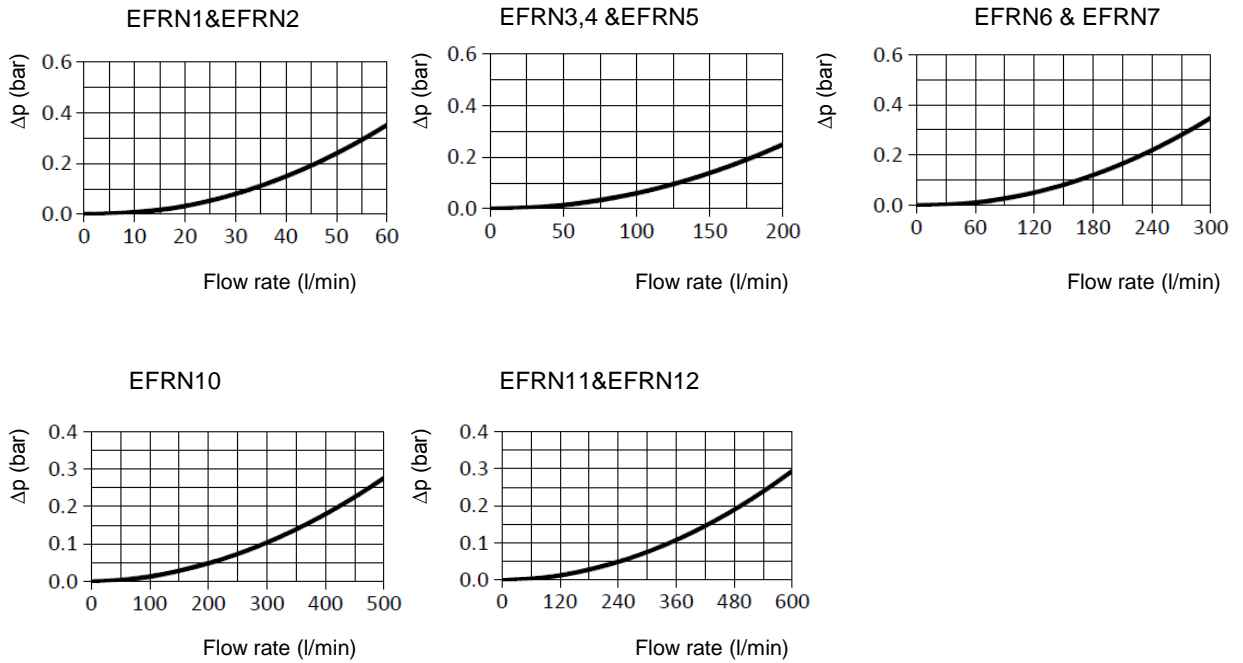 EFRN1&EFRN2
Δp (bar)
0.6
0.4
0.2
0.0
0 10 20 30 40 50 60
Flow rate (l/min)
EFRN3,4 &EFRN5
Δp (bar)
0.6
0.4
0.2
0.0
0 50 100 150 200
Flow rate (l/min)
EFRN6 & EFRN7
Δp (bar)
0.6
0.4
0.2
0.0
0 60 120 180 240 300
Flow rate (l/min)
EFRN10
Δp (bar)
0.4
0.3
0.2
0.1
0.0
0 100 200 300 400 500
Flow rate (l/min)
EFRN11&EFRN12
Δp (bar)
0.4
0.3
0.2
0.1
0.0
0 120 240 360 480 600
Flow rate (l/min)